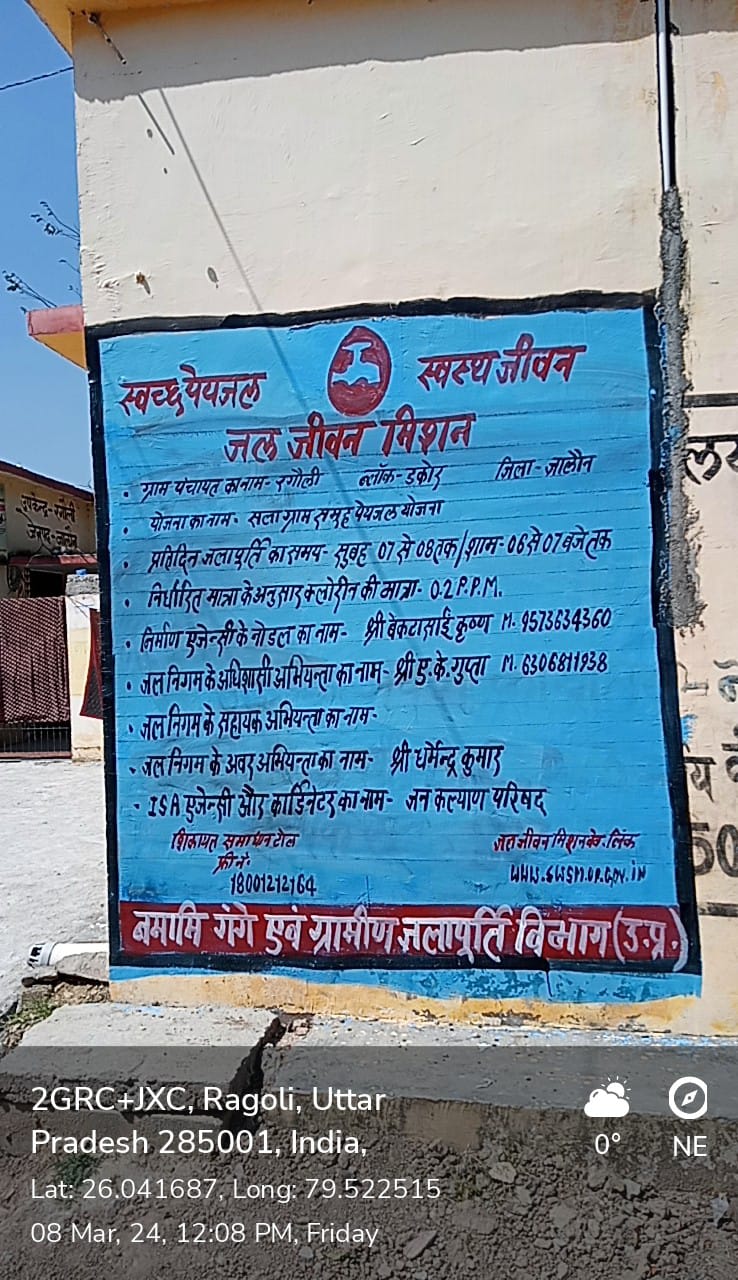 स्वच्छ पेयजल स्वस्थ जीवन
जल जीवन मिशन
• ग्राम पंचायत का नाम- रगौली ब्लॉक- डकोर जिला- जालौन
• योजना का नाम- सला ग्राम समूह पेयजल योजना
• प्रतिदिन जलापूर्ति का समय- सुबह 07 से 08 तक/शाम- 06 से 07 बजे तक
• निर्धारित मात्रा के अनुसार क्लोरीन की मात्रा- 0.2 P.P.M.
• निर्माण एजेन्सी के नोडल का नाम- श्री बेकटासाई कृष्ण M. 9573634360
• जल निगम के अधिशासी अभियन्ता का नाम- श्री ए.के. गुप्ता M. 6306811938
• जल निगम के सहायक अभियन्ता का नाम-
• जल निगम के अवर अभियन्ता का नाम- श्री धर्मेन्द्र कुमार
• ISA एजेन्सी और कार्डिनेटर का नाम- जन कल्याण परिषद
शिकायत समाधान टोल जल जीवन मिशन वेब. लिंक
फ्री नं. www.swsm.up.gov.in
18001212164
नमामि गंगे एवं ग्रामीण जलापूर्ति विभाग (उ.प्र.)
उपकेन्द्र- रगौली
जनपद- जालौन
2GRC+JXC, Ragoli, Uttar
Pradesh 285001, India,
Lat: 26.041687, Long: 79.522515
08 Mar, 24, 12:08 PM, Friday
0° NE